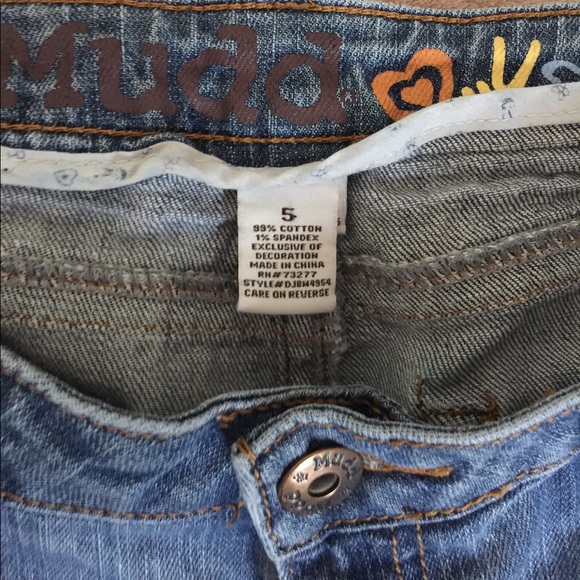 Mudd
5
99% COTTON
1% SPANDEX
EXCLUSIVE OF
DECORATION
MADE IN CHINA
RN#73277
STYLE#DJBM4954
CARE ON REVERSE
Mudd